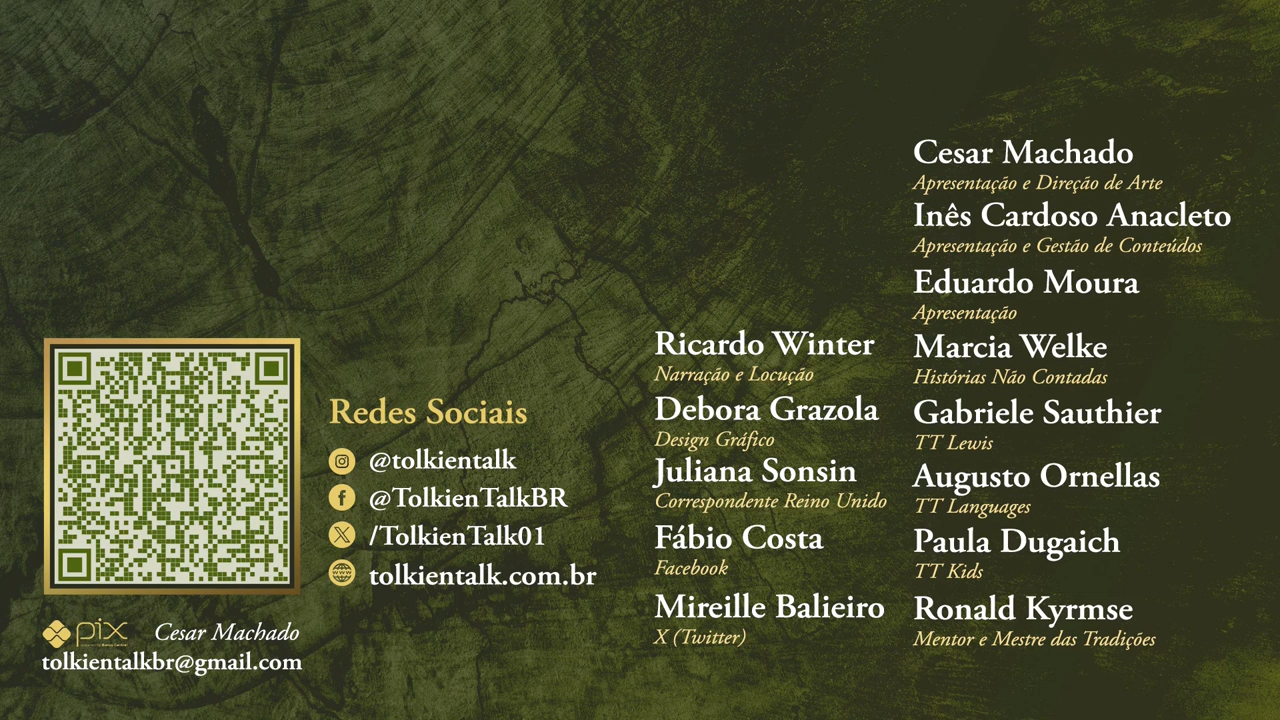 pix
Cesar Machado
tolkientalkbr@gmail.com
Redes Sociais
@tolkientalk
@TolkienTalkBR
/TolkienTalk01
tolkientalk.com.br
Ricardo Winter
Narração e Locução
Debora Grazola
Design Gráfico
Juliana Sonsin
Correspondente Reino Unido
Fábio Costa
Facebook
Mireille Balieiro
X (Twitter)
Cesar Machado
Apresentação e Direção de Arte
Inês Cardoso Anacleto
Apresentação e Gestão de Conteúdos
Eduardo Moura
Apresentação
Marcia Welke
Histórias Não Contadas
Gabriele Sauthier
TT Lewis
Augusto Ornellas
TT Languages
Paula Dugaich
TT Kids
Ronald Kyrmse
Mentor e Mestre das Tradições